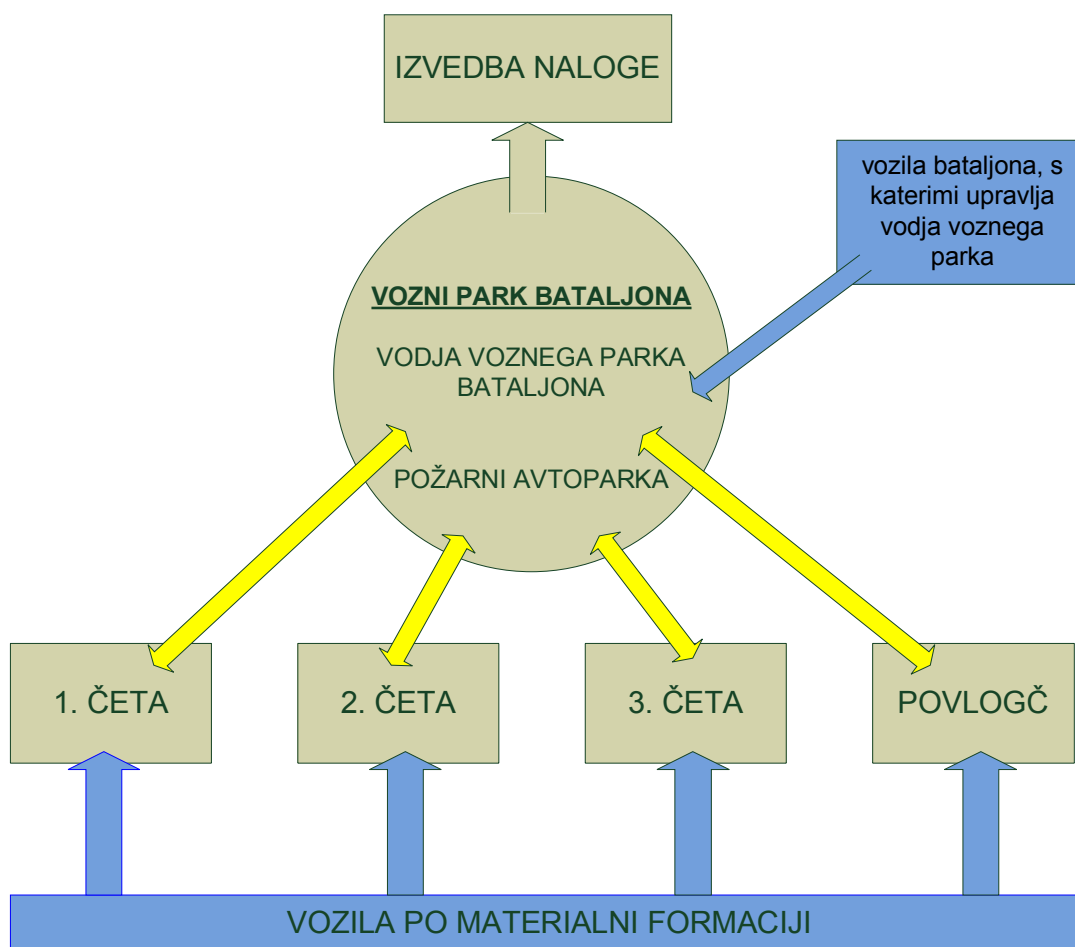 IZVEDBA NALOGE
vozila bataljona, s
katerimi upravlja
vodja voznega
parka
VOZNI PARK BATALJONA
VODJA VOZNEGA PARKA
BATALJONA
POŽARNI AVTOPARKA
1. ČETA
2. ČETA
3. ČETA
POVLOGČ
VOZILA PO MATERIALNI FORMACIJI